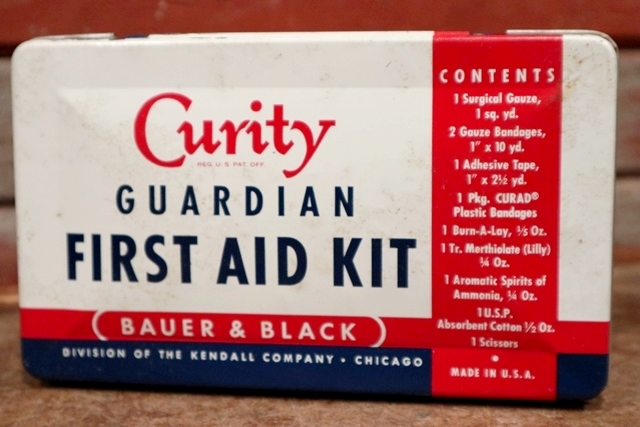 Curity
REG. U. S. PAT. OFF.
GUARDIAN
FIRST AID KIT
BAUER & BLACK
DIVISION OF THE KENDALL COMPANY • CHICAGO
CONTENTS
1 Surgical Gauze,
1 sq. yd.
2 Gauze Bandages,
1" x 10 yd.
1 Adhesive Tape,
1" x 2½ yd.
1 Pkg. CURAD®
Plastic Bandages
1 Burn-A-Lay, ⅓ Oz.
1 Tr. Merthiolate (Lilly)
¼ Oz.
1 Aromatic Spirits of
Ammonia, ¼ Oz.
1 U.S.P.
Absorbent Cotton ½ Oz.
1 Scissors
•
MADE IN U.S.A.